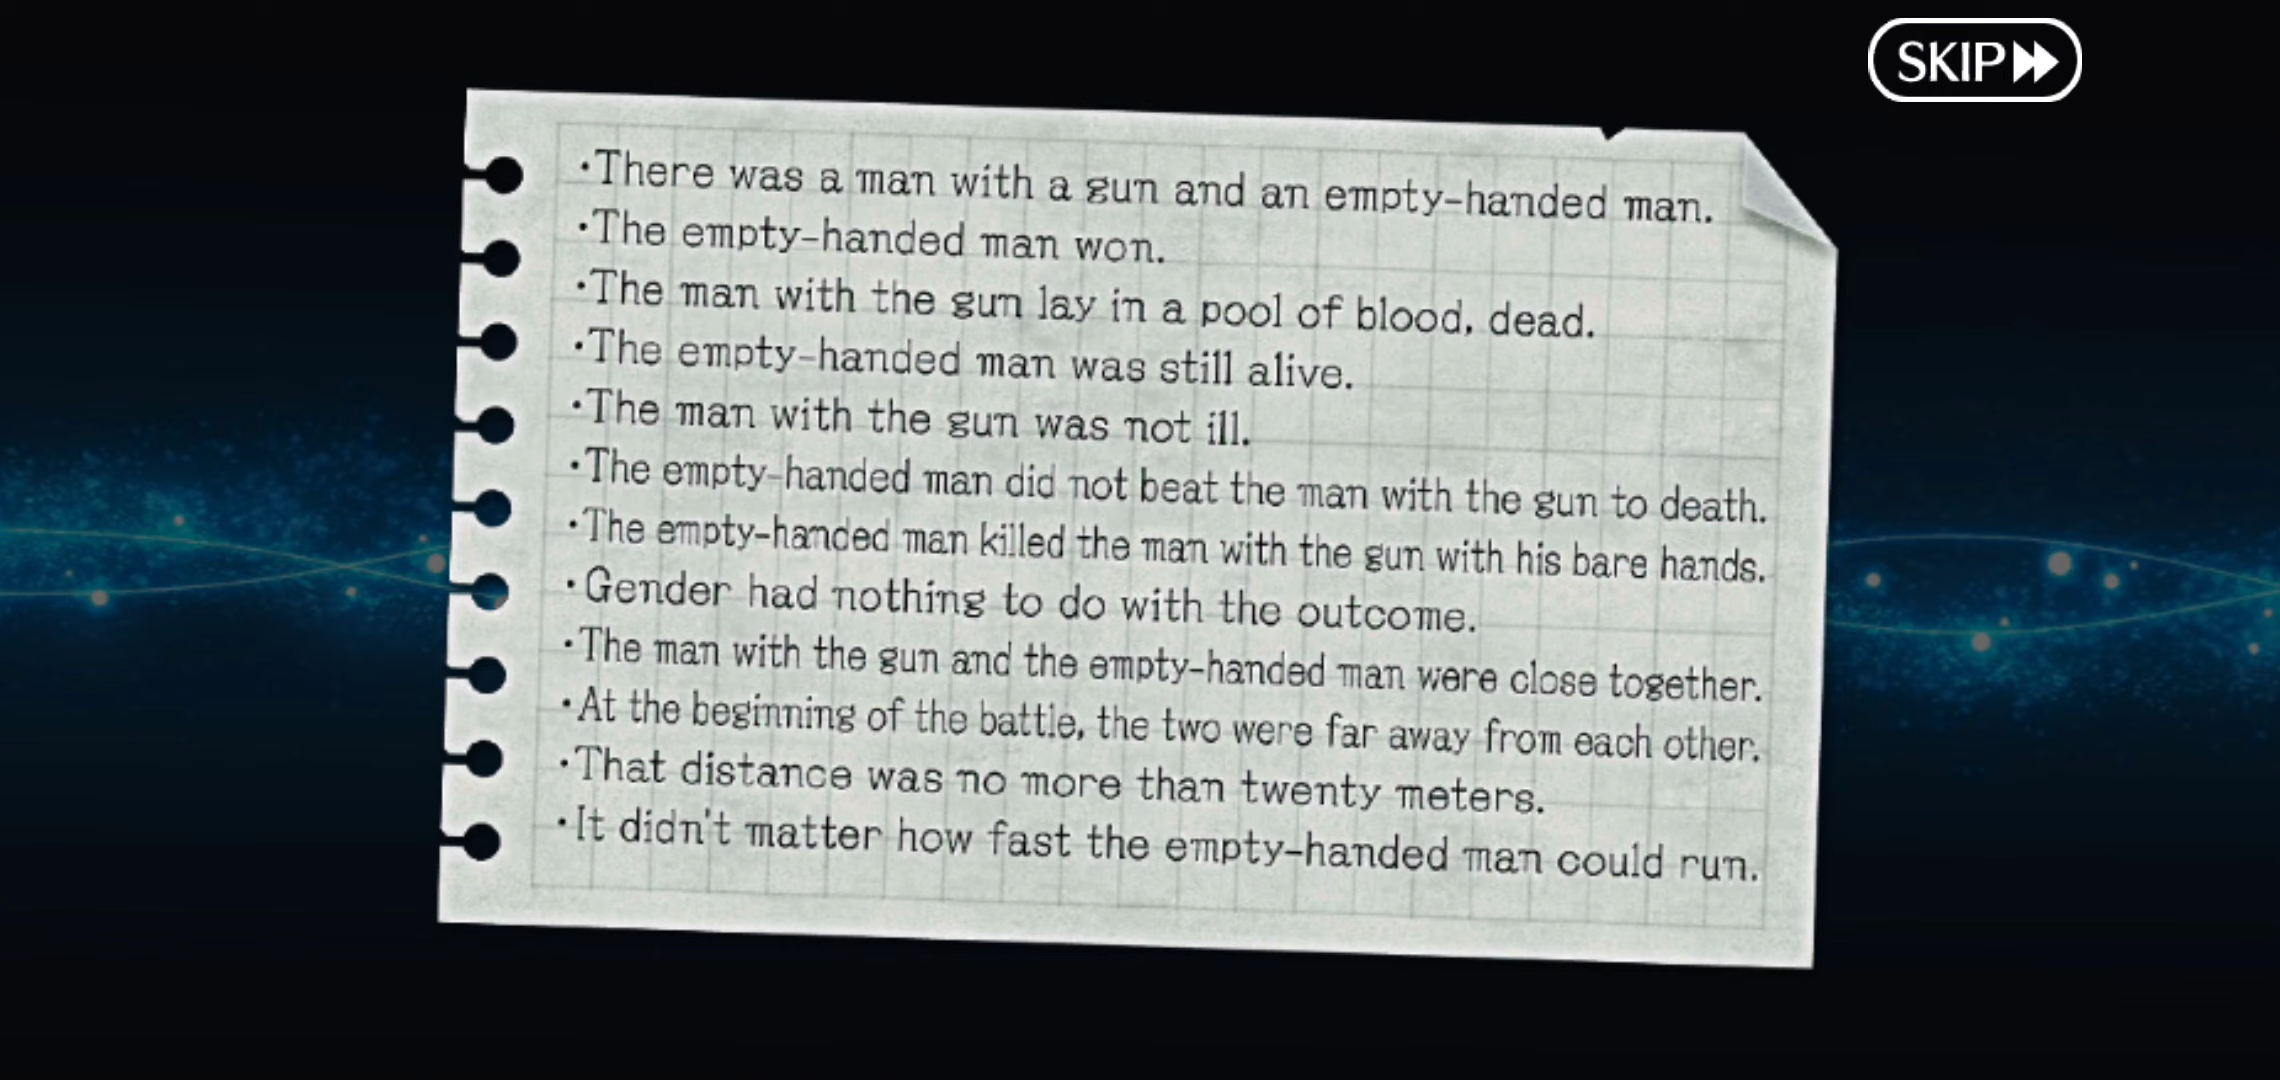 SKIP
·There was a man with a gun and an empty-handed man.
·The empty-handed man won.
·The man with the gun lay in a pool of blood, dead.
·The empty-handed man was still alive.
·The man with the gun was not ill.
·The empty-handed man did not beat the man with the gun to death.
·The empty-handed man killed the man with the gun with his bare hands.
·Gender had nothing to do with the outcome.
·The man with the gun and the empty-handed man were close together.
·At the beginning of the battle, the two were far away from each other.
·That distance was no more than twenty meters.
·It didn't matter how fast the empty-handed man could run.